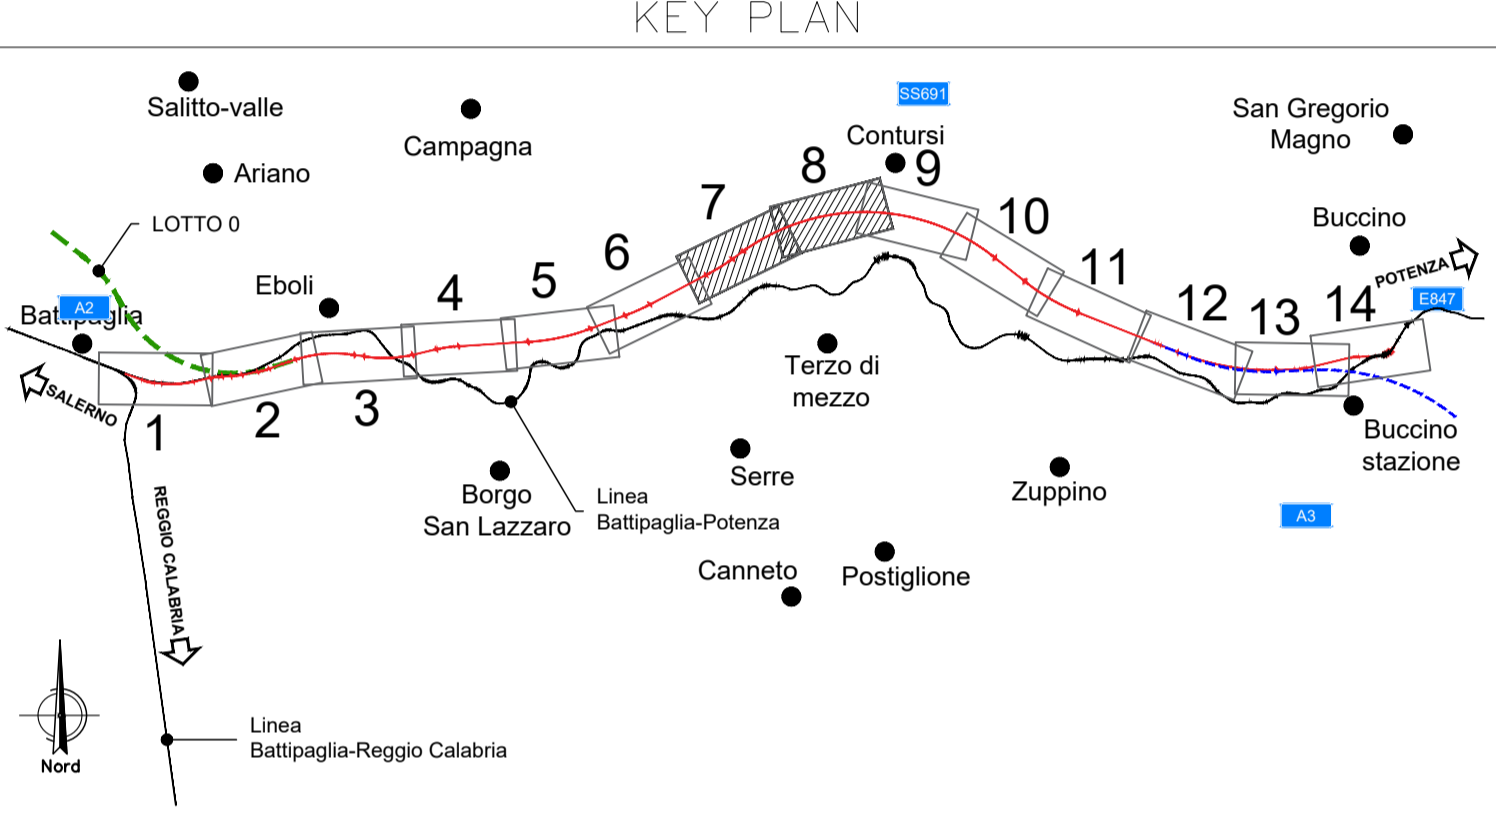 KEY PLAN
Salitto-valle
Campagna
SS691
Contursi
San Gregorio
Magno
Ariano
LOTTO 0
8
9
7
10
Buccino
6
11
POTENZA
Eboli
4
5
12
13
14
E847
A2
Battipaglia
SALERNO
1
2
3
Terzo di
mezzo
Buccino
stazione
Serre
Zuppino
Borgo
San Lazzaro
Linea
Battipaglia-Potenza
A3
REGGIO CALABRIA
Canneto
Postiglione
Linea
Battipaglia-Reggio Calabria
Nord